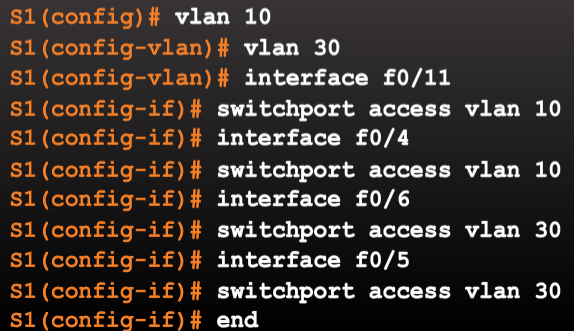 S1(config)# vlan 10
S1(config-vlan)# vlan 30
S1(config-vlan)# interface f0/11
S1(config-if)# switchport access vlan 10
S1(config-if)# interface f0/4
S1(config-if)# switchport access vlan 10
S1(config-if)# interface f0/6
S1(config-if)# switchport access vlan 30
S1(config-if)# interface f0/5
S1(config-if)# switchport access vlan 30
S1(config-if)# end